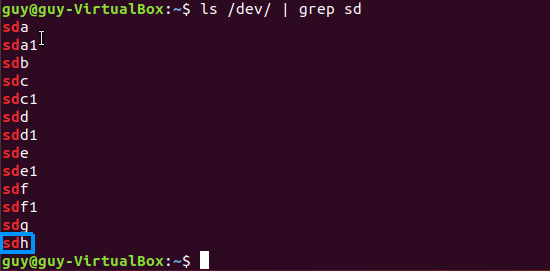 guy@guy-VirtualBox:~$ ls /dev/ | grep sd
sda
sda1
sdb
sdc
sdc1
sdd
sdd1
sde
sde1
sdf
sdf1
sdg
sdh
guy@guy-VirtualBox:~$